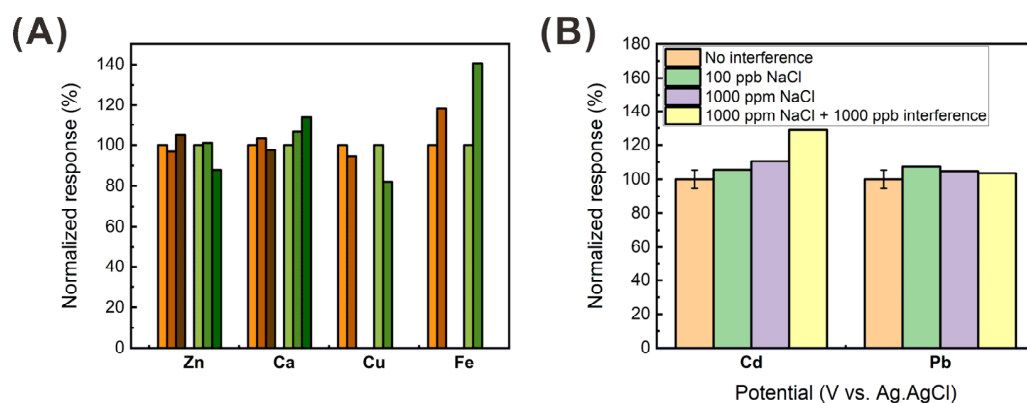 (A)
Normalized response (%)
140
120
100
80
60
40
20
0
Zn Ca Cu Fe
(B)
Normalized response (%)
180
160
140
120
100
80
60
40
20
0
No interference
100 ppb NaCl
1000 ppm NaCl
1000 ppm NaCl + 1000 ppb interference
Cd Pb
Potential (V vs. Ag.AgCl)